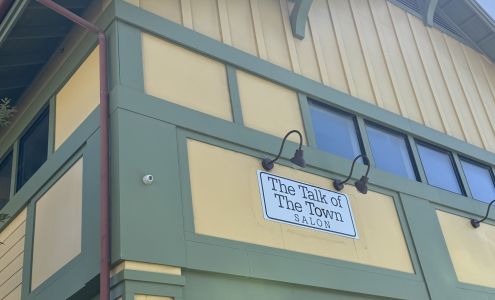 The Talk of
The Town
SALON